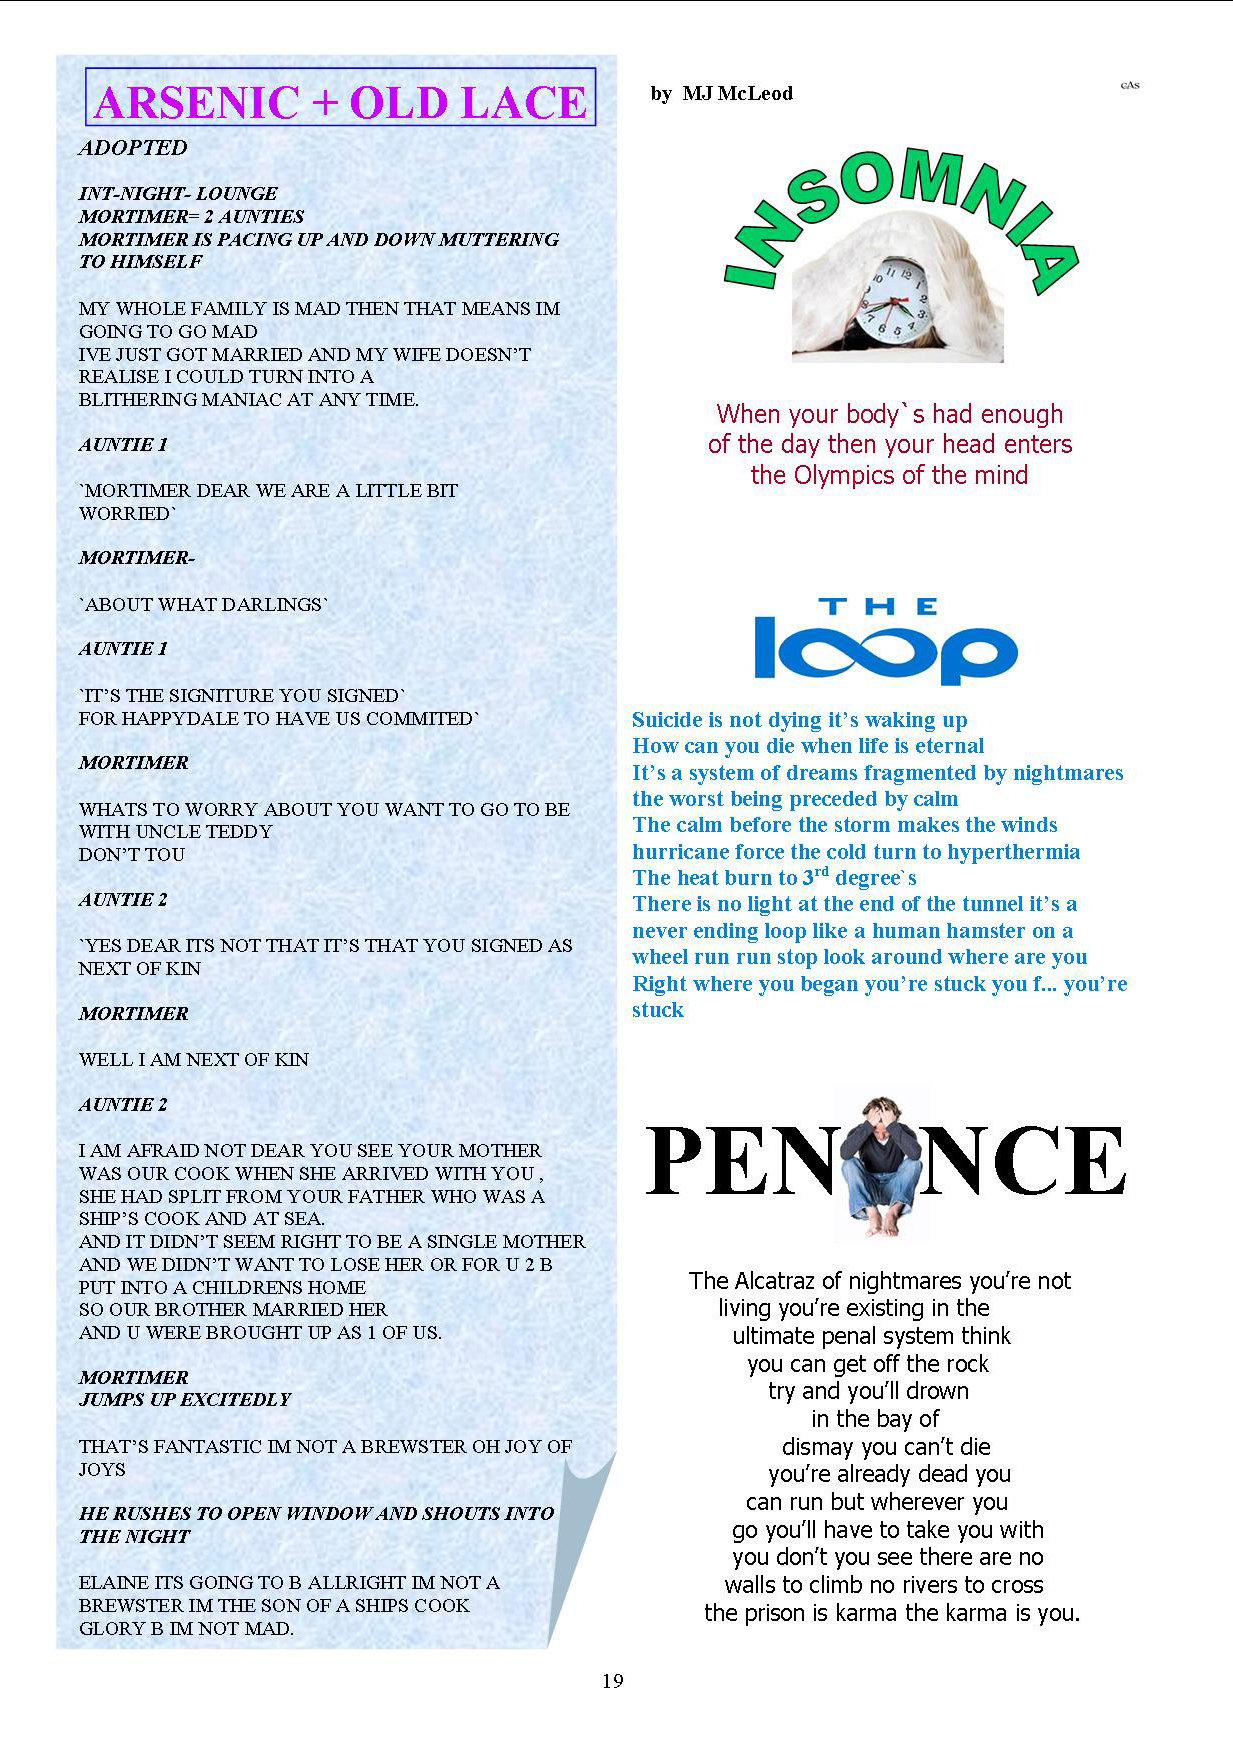 ARSENIC + OLD LACE
ADOPTED
INT-NIGHT- LOUNGE
MORTIMER= 2 AUNTIES
MORTIMER IS PACING UP AND DOWN MUTTERING
TO HIMSELF
MY WHOLE FAMILY IS MAD THEN THAT MEANS IM
GOING TO GO MAD
IVE JUST GOT MARRIED AND MY WIFE DOESN’T
REALISE I COULD TURN INTO A
BLITHERING MANIAC AT ANY TIME.
AUNTIE 1
`MORTIMER DEAR WE ARE A LITTLE BIT
WORRIED`
MORTIMER-
`ABOUT WHAT DARLINGS`
AUNTIE 1
`IT’S THE SIGNITURE YOU SIGNED`
FOR HAPPYDALE TO HAVE US COMMITED`
MORTIMER
WHATS TO WORRY ABOUT YOU WANT TO GO TO BE
WITH UNCLE TEDDY
DON’T TOU
AUNTIE 2
`YES DEAR ITS NOT THAT IT’S THAT YOU SIGNED AS
NEXT OF KIN
MORTIMER
WELL I AM NEXT OF KIN
AUNTIE 2
I AM AFRAID NOT DEAR YOU SEE YOUR MOTHER
WAS OUR COOK WHEN SHE ARRIVED WITH YOU ,
SHE HAD SPLIT FROM YOUR FATHER WHO WAS A
SHIP’S COOK AND AT SEA.
AND IT DIDN’T SEEM RIGHT TO BE A SINGLE MOTHER
AND WE DIDN’T WANT TO LOSE HER OR FOR U 2 B
PUT INTO A CHILDRENS HOME
SO OUR BROTHER MARRIED HER
AND U WERE BROUGHT UP AS 1 OF US.
MORTIMER
JUMPS UP EXCITEDLY
THAT’S FANTASTIC IM NOT A BREWSTER OH JOY OF
JOYS
HE RUSHES TO OPEN WINDOW AND SHOUTS INTO
THE NIGHT
ELAINE ITS GOING TO B ALLRIGHT IM NOT A
BREWSTER IM THE SON OF A SHIPS COOK
GLORY B IM NOT MAD.
by MJ McLeod
CAS
INSOMNIA
When your body`s had enough
of the day then your head enters
the Olympics of the mind
THE
loop
Suicide is not dying it’s waking up
How can you die when life is eternal
It’s a system of dreams fragmented by nightmares
the worst being preceded by calm
The calm before the storm makes the winds
hurricane force the cold turn to hyperthermia
The heat burn to 3rd degree`s
There is no light at the end of the tunnel it’s a
never ending loop like a human hamster on a
wheel run run stop look around where are you
Right where you began you’re stuck you f... you’re
stuck
PEN NCE
The Alcatraz of nightmares you’re not
living you’re existing in the
ultimate penal system think
you can get off the rock
try and you’ll drown
in the bay of
dismay you can’t die
you’re already dead you
can run but wherever you
go you’ll have to take you with
you don’t you see there are no
walls to climb no rivers to cross
the prison is karma the karma is you.
19